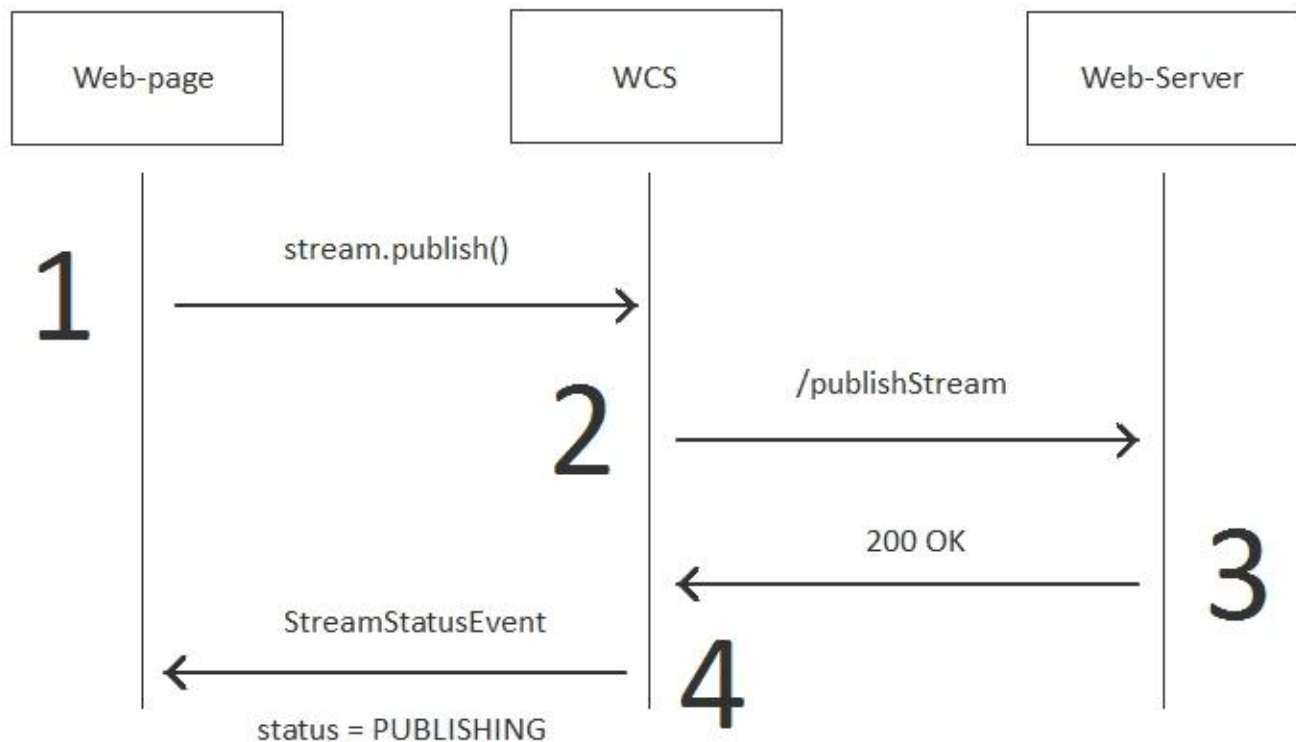 Web-page
WCS
Web-Server
1
stream.publish()
2
/publishStream
200 OK
3
StreamStatusEvent
4
status = PUBLISHING